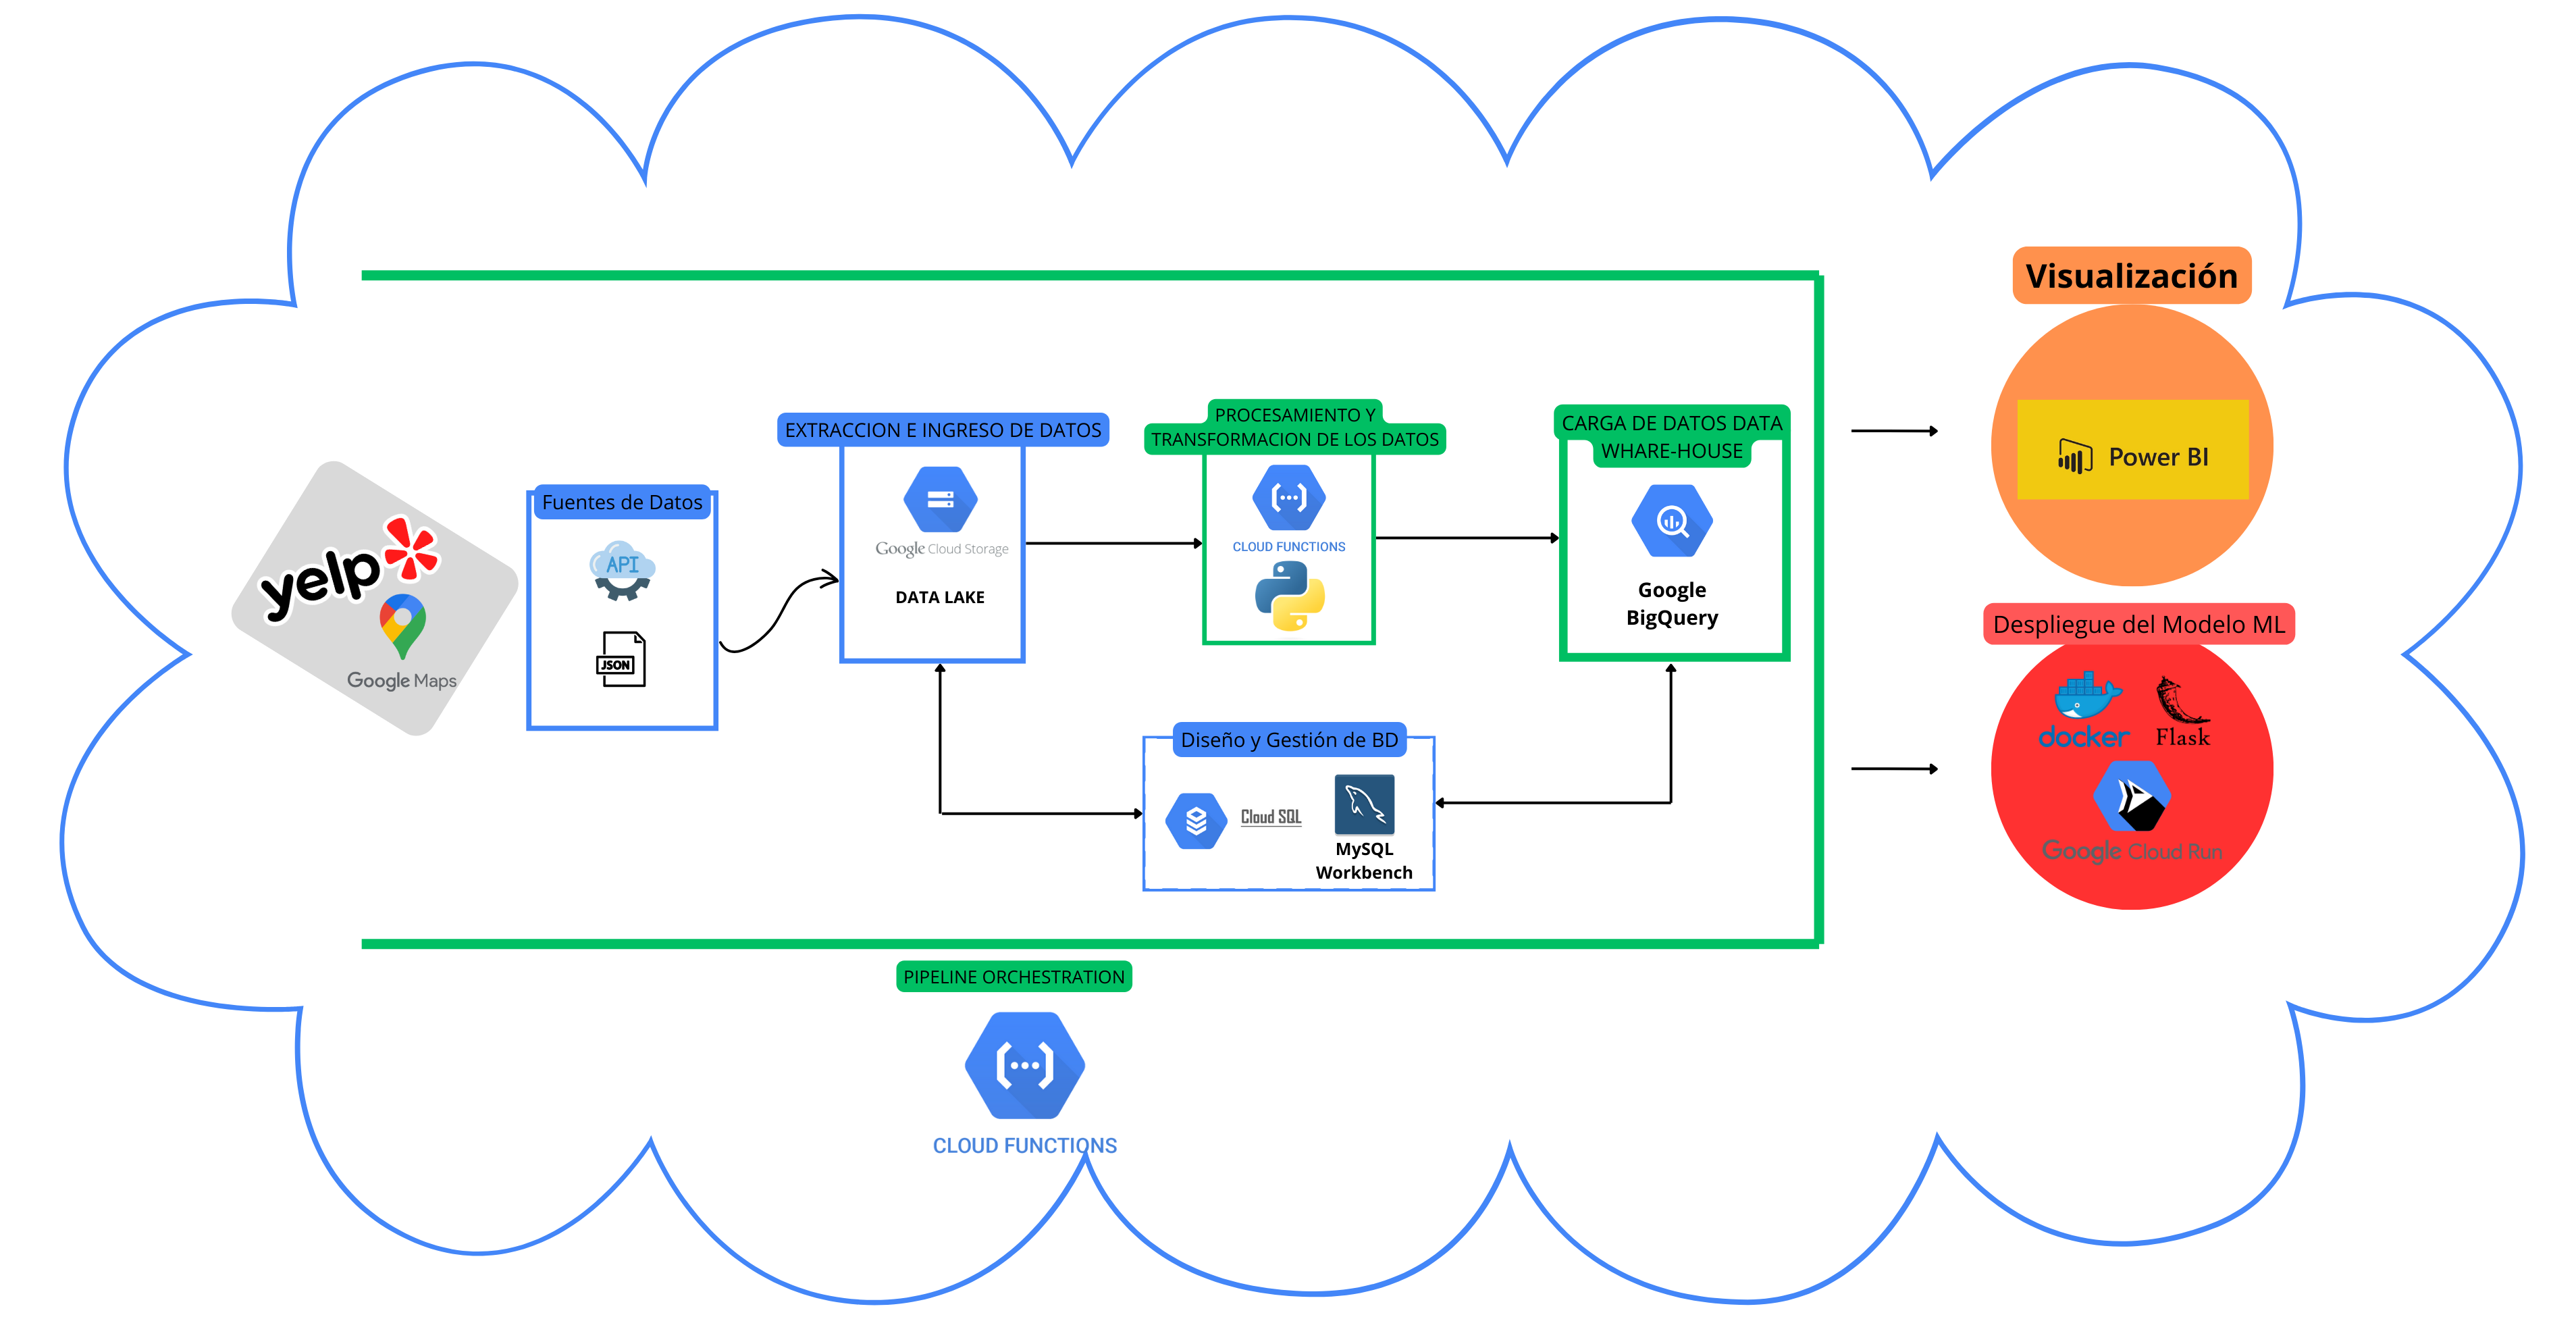 yelp
Google Maps
Fuentes de Datos
API
JSON
EXTRACCION E INGRESO DE DATOS
Google Cloud Storage
DATA LAKE
PROCESAMIENTO Y
TRANSFORMACION DE LOS DATOS
CLOUD FUNCTIONS
CARGA DE DATOS DATA
WHARE-HOUSE
Google
BigQuery
Diseño y Gestión de BD
Cloud SQL
MySQL
Workbench
PIPELINE ORCHESTRATION
CLOUD FUNCTIONS
Visualización
Power BI
Despliegue del Modelo ML
docker
Flask
Google Cloud Run